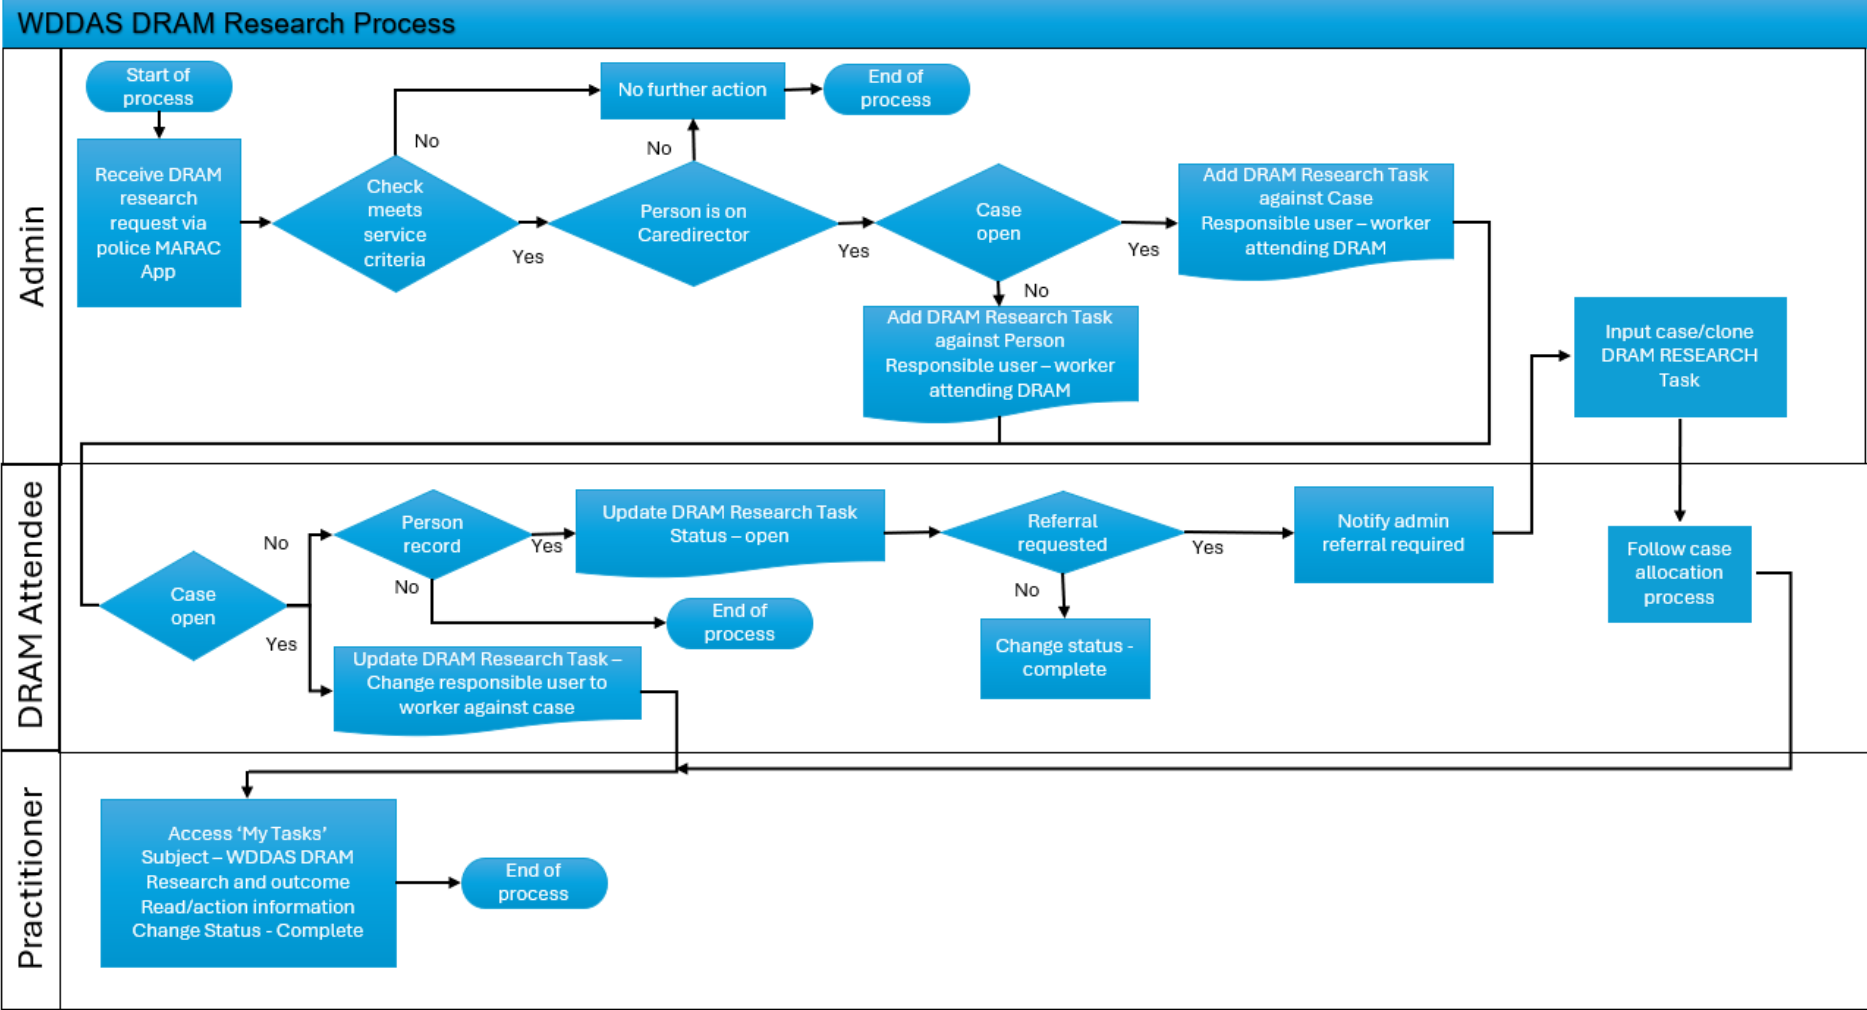 WDDAS DRAM Research Process
Admin
Start of
process
Receive DRAM
research
request via
police MARAC
App
No
Check
meets
service
criteria
Yes
No further action
End of
process
No
Person is on
Caredirector
Yes
Case
open
Yes
No
Add DRAM Research Task
against Case
Responsible user – worker
attending DRAM
Add DRAM Research Task
against Person
Responsible user – worker
attending DRAM
Input case/clone
DRAM RESEARCH
Task
DRAM Attendee
Case
open
No
Yes
Person
record
Yes
No
End of
process
Update DRAM Research Task
Status – open
Update DRAM Research Task –
Change responsible user to
worker against case
Referral
requested
Yes
No
Change status -
complete
Notify admin
referral required
Follow case
allocation
process
Practitioner
Access ‘My Tasks’
Subject – WDDAS DRAM
Research and outcome
Read/action information
Change Status - Complete
End of
process